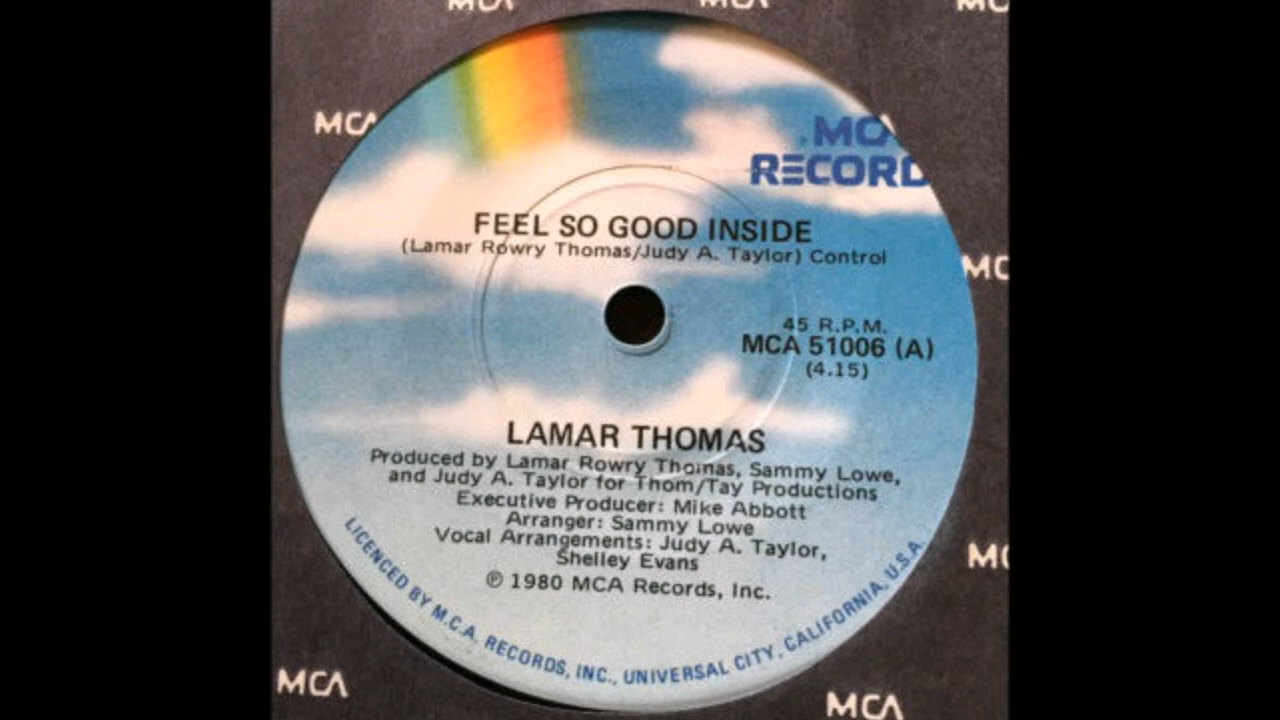 MCA
MCA
MCA
MCA
MCA
RECORD
FEEL SO GOOD INSIDE
(Lamar Rowry Thomas/Judy A. Taylor) Control
MC
45 R.P.M.
MCA 51006 (A)
(4.15)
LAMAR THOMAS
Produced by Lamar Rowry Thomas, Sammy Lowe,
and Judy A. Taylor for Thom/Tay Productions
Executive Producer: Mike Abbott
Arranger: Sammy Lowe
Vocal Arrangements: Judy A. Taylor,
Shelley Evans
℗ 1980 MCA Records, Inc.
LICENCED BY M.C.A. RECORDS, INC., UNIVERSAL CITY, CALIFORNIA, U.S.A.
MC
MCA
MCA